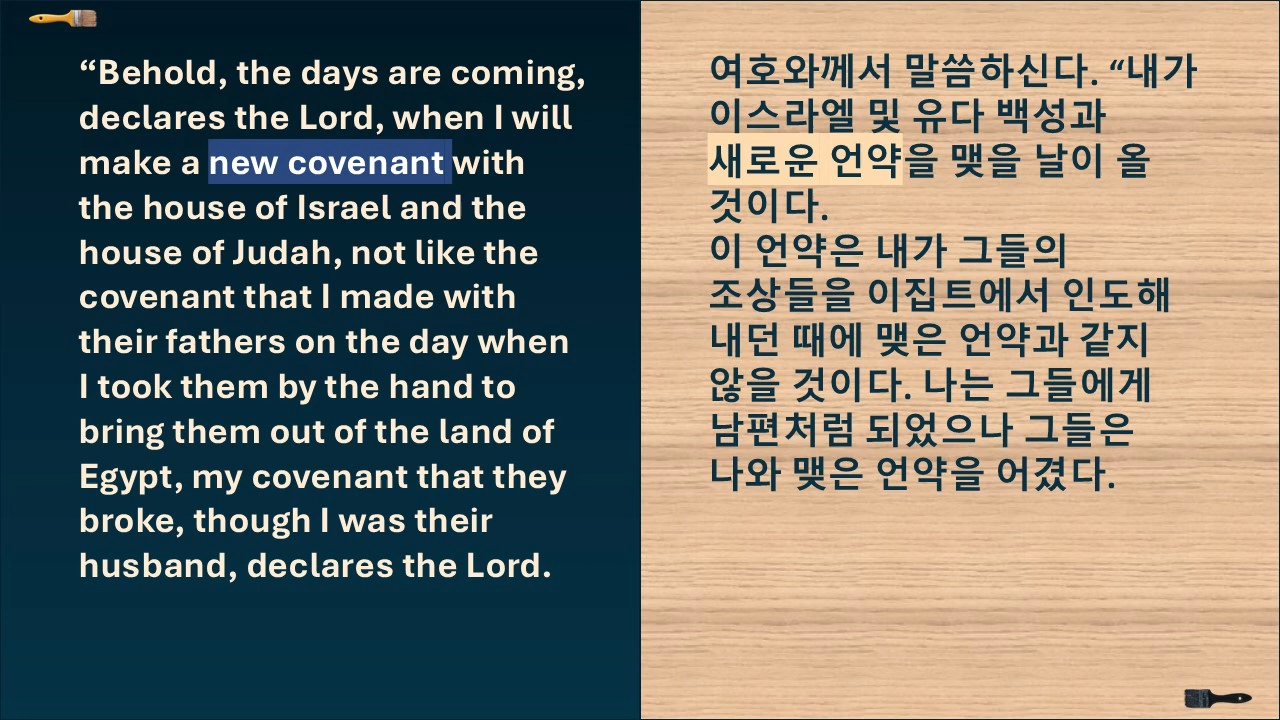 “Behold, the days are coming,
declares the Lord, when I will
make a new covenant with
the house of Israel and the
house of Judah, not like the
covenant that I made with
their fathers on the day when
I took them by the hand to
bring them out of the land of
Egypt, my covenant that they
broke, though I was their
husband, declares the Lord.
여호와께서 말씀하신다. “내가
이스라엘 및 유다 백성과
새로운 언약을 맺을 날이 올
것이다.
이 언약은 내가 그들의
조상들을 이집트에서 인도해
내던 때에 맺은 언약과 같지
않을 것이다. 나는 그들에게
남편처럼 되었으나 그들은
나와 맺은 언약을 어겼다.